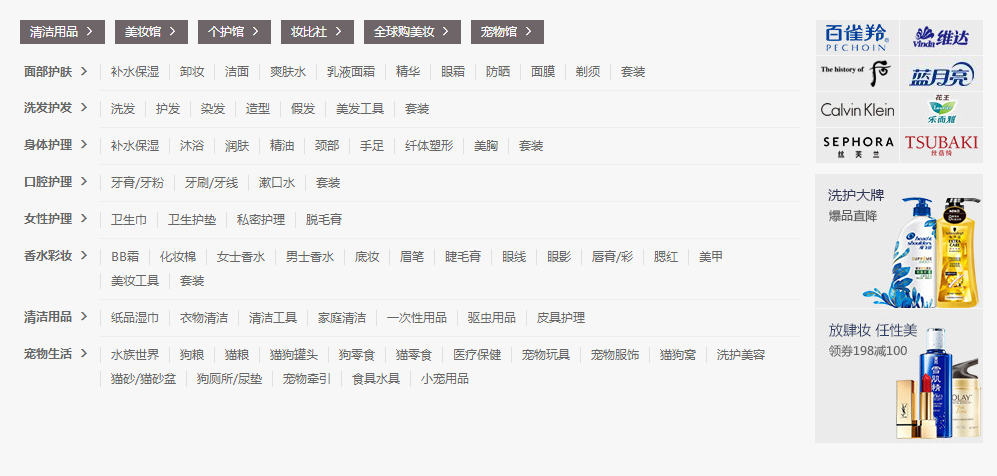 清洁用品 > 美妆馆 > 个护馆 > 妆比社 > 全球购美妆 > 宠物馆 >
面部护肤 > 补水保湿 卸妆 洁面 爽肤水 乳液面霜 精华 眼霜 防晒 面膜 剃须 套装
洗发护发 > 洗发 护发 染发 造型 假发 美发工具 套装
身体护理 > 补水保湿 沐浴 润肤 精油 颈部 手足 纤体塑形 美胸 套装
口腔护理 > 牙膏/牙粉 牙刷/牙线 漱口水 套装
女性护理 > 卫生巾 卫生护垫 私密护理 脱毛膏
香水彩妆 > BB霜 化妆棉 女士香水 男士香水 底妆 眉笔 睫毛膏 眼线 眼影 唇膏/彩 腮红 美甲
美妆工具 套装
清洁用品 > 纸品湿巾 衣物清洁 清洁工具 家庭清洁 一次性用品 驱虫用品 皮具护理
宠物生活 > 水族世界 狗粮 猫粮 猫狗罐头 狗零食 猫零食 医疗保健 宠物玩具 宠物服饰 猫狗窝 洗护美容
猫砂/猫砂盆 狗厕所/尿垫 宠物牵引 食具水具 小宠用品
百雀羚®
PECHOIN
Vinda 维达
The history of 后
蓝月亮
Calvin Klein
花王
Laurier
乐而雅
SEPHORA
丝芙兰
TSUBAKI
丝蓓绮
洗护大牌
爆品直降
head & shoulders
SUPRÊME
EXTRA CARE
放肆妆 任性美
领券198减100
雪肌精
YSL
OLAY